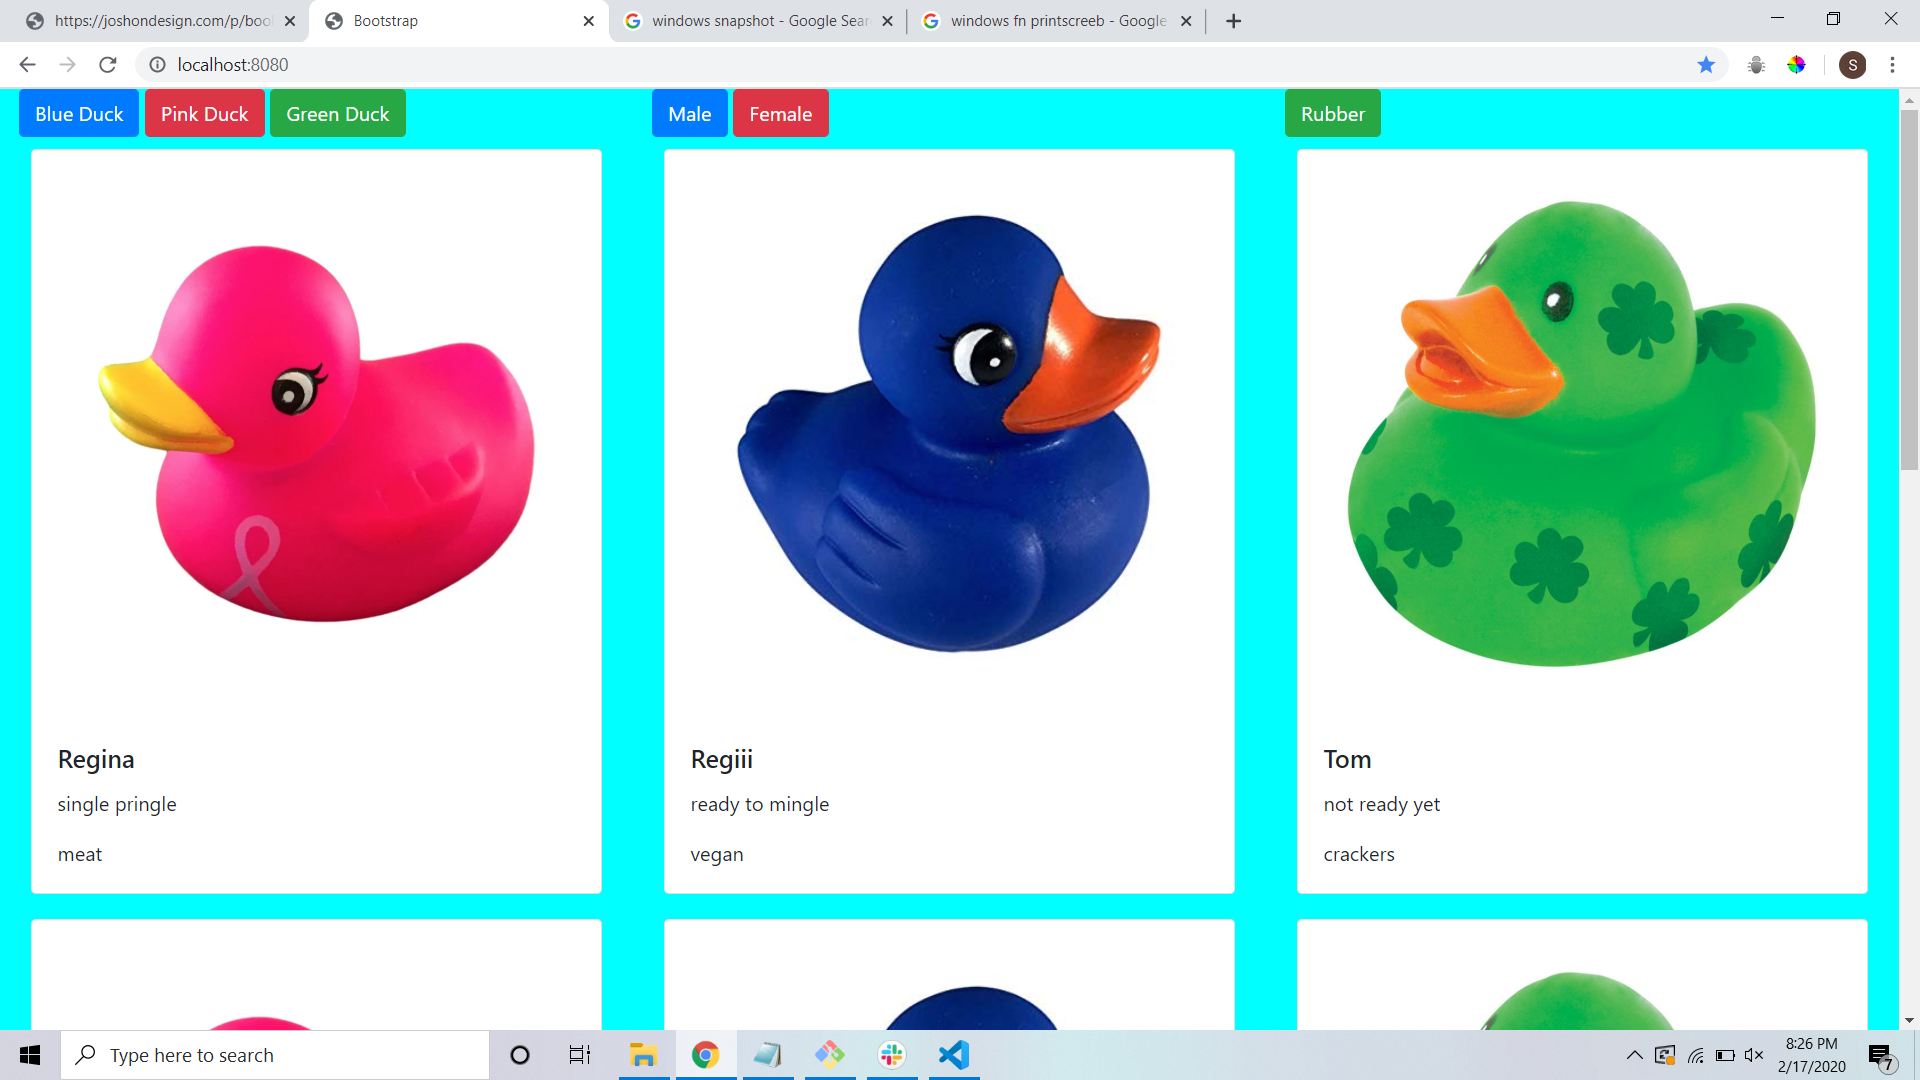 https://joshondesign.com/p/boo
Bootstrap
windows snapshot - Google Sear
windows fn printscreeb - Google
localhost:8080
S
Blue Duck
Pink Duck
Green Duck
Male
Female
Rubber
Regina
single pringle
meat
Regiii
ready to mingle
vegan
Tom
not ready yet
crackers
Type here to search
8:26 PM
2/17/2020
7